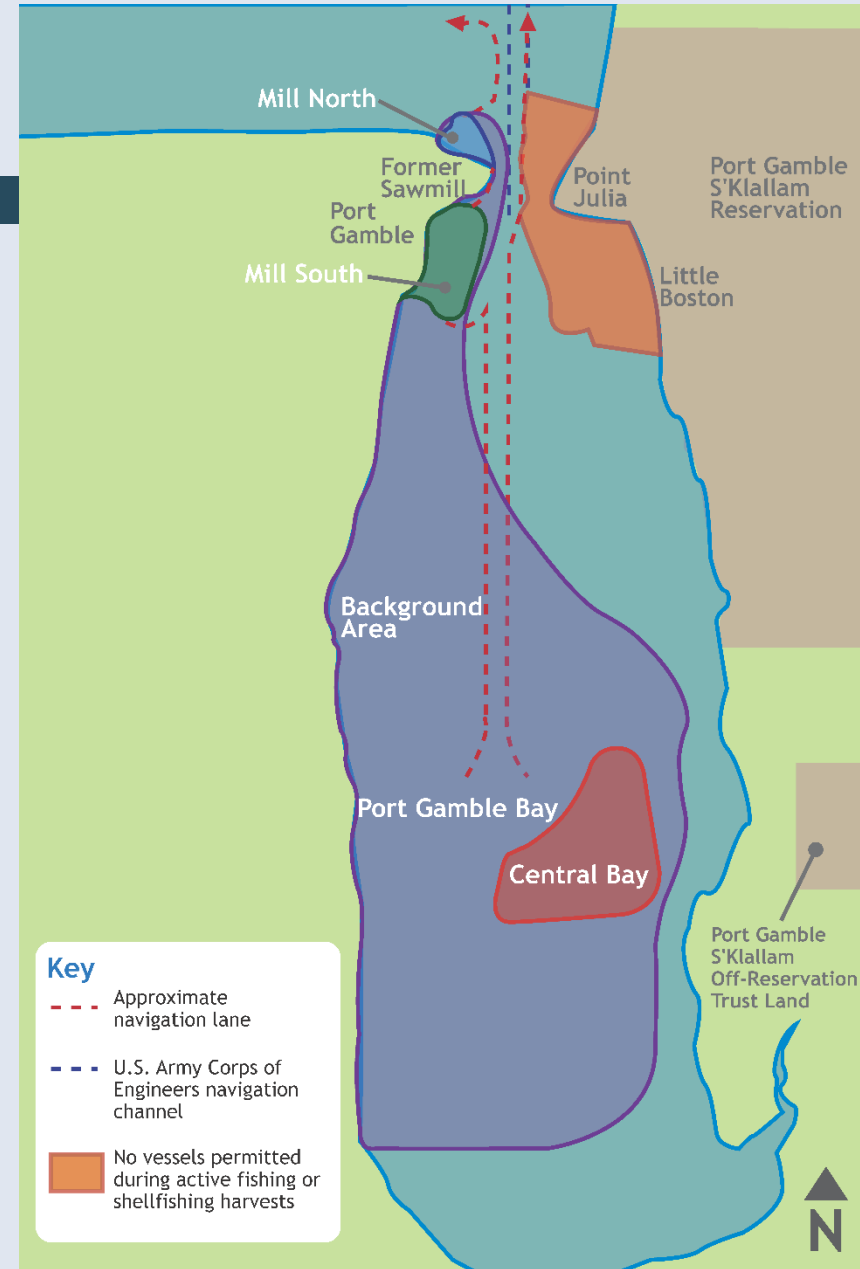 Mill North
Former
Sawmill
Port
Gamble
Mill South
Point
Julia
Port Gamble
S'Klallam
Reservation
Little
Boston
Background
Area
Port Gamble Bay
Central Bay
Port Gamble
S'Klallam
Off-Reservation
Trust Land
Key
Approximate
navigation lane
U.S. Army Corps of
Engineers navigation
channel
No vessels permitted
during active fishing or
shellfishing harvests
N